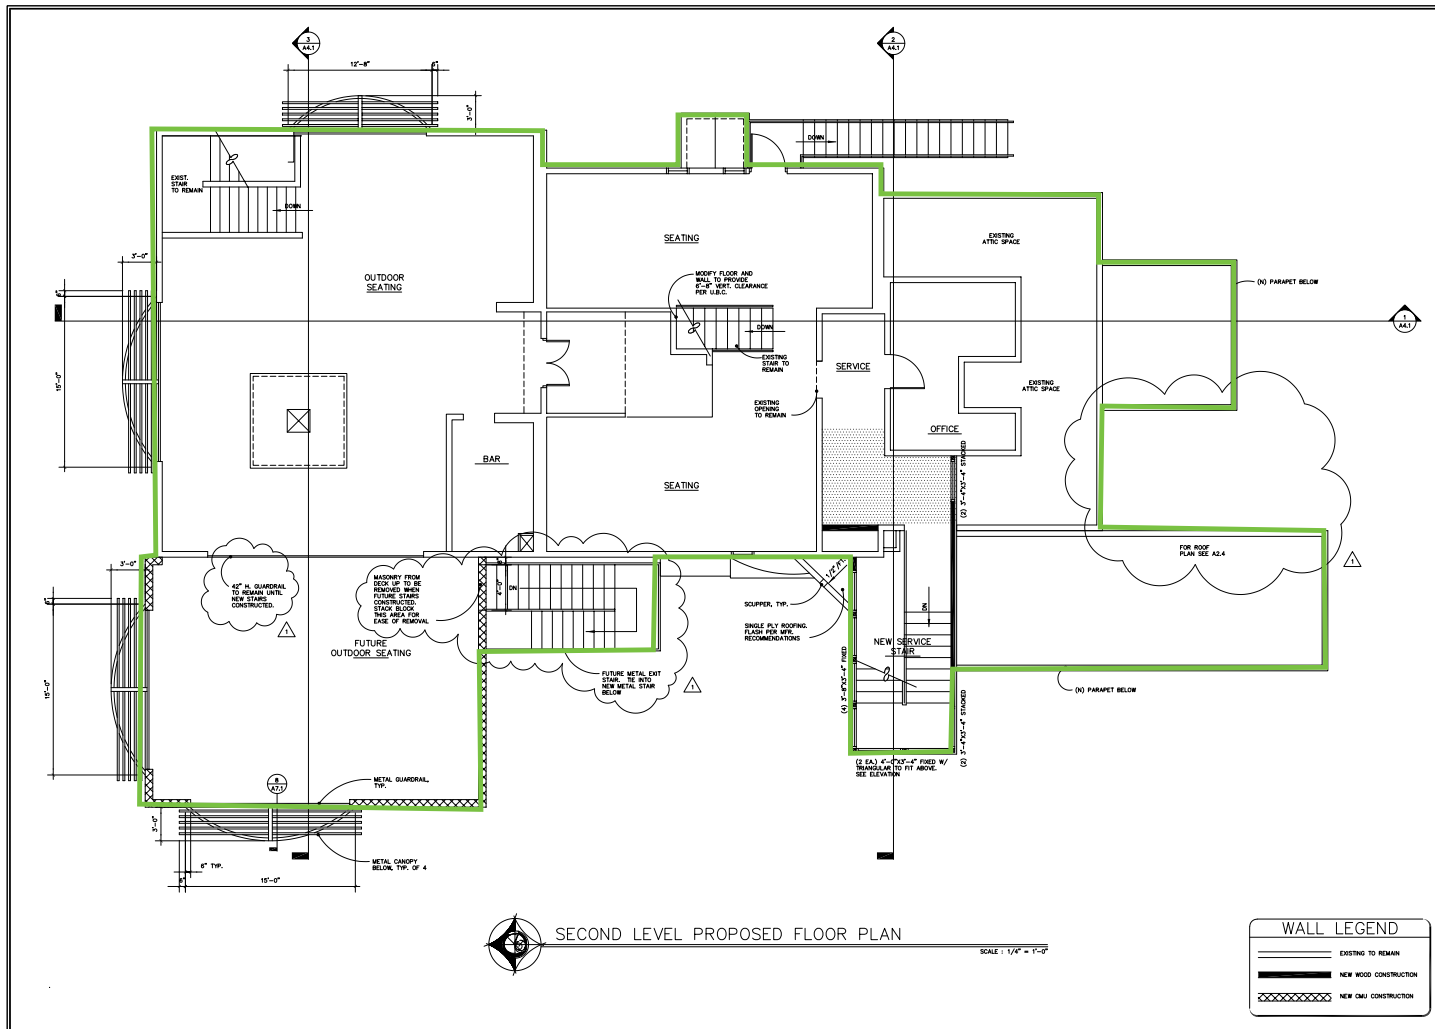 3
A4.1
2
A4.1
12'-8"
6"
3'-0"
DOWN
EXIST.
STAIR
TO REMAIN
DOWN
SEATING
EXISTING
ATTIC SPACE
3'-0"
OUTDOOR
SEATING
MODIFY FLOOR AND
WALL TO PROVIDE
6'-8" VERT. CLEARANCE
PER U.B.C.
(N) PARAPET BELOW
6"
1
A4.1
DOWN
EXISTING
STAIR TO
REMAIN
SERVICE
15'-0"
EXISTING
ATTIC SPACE
EXISTING
OPENING
TO REMAIN
OFFICE
BAR
SEATING
(2) 3'-4"X3'-4" STACKED
FOR ROOF
PLAN SEE A2.4
1
3'-0"
42" H. GUARDRAIL
TO REMAIN UNTIL
NEW STAIRS
CONSTRUCTED.
1
MASONRY FROM
DECK UP TO BE
REMOVED WHEN
FUTURE STAIRS
CONSTRUCTED.
STACK BLOCK
THIS AREA FOR
EASE OF REMOVAL
6"
4'-0"
DN
SCUPPER, TYP.
SINGLE PLY ROOFING.
FLASH PER MFR.
RECOMMENDATIONS
DN
6"
FUTURE
OUTDOOR SEATING
NEW SERVICE
STAIR
FUTURE METAL EXIT
STAIR. TIE INTO
NEW METAL STAIR
BELOW
1
15'-0"
(4) 3'-8"X3'-4" FIXED
(N) PARAPET BELOW
(2) 3'-4"X3'-4" STACKED
(2 EA.) 4'-0"X3'-4" FIXED W/
TRIANGULAR TO FIT ABOVE.
SEE ELEVATION
8
A7.1
METAL GUARDRAIL,
TYP.
3'-0"
METAL CANOPY
BELOW, TYP. OF 4
6" TYP.
6"
15'-0"
SECOND LEVEL PROPOSED FLOOR PLAN
SCALE : 1/4" = 1'-0"
WALL LEGEND
EXISTING TO REMAIN
NEW WOOD CONSTRUCTION
NEW CMU CONSTRUCTION